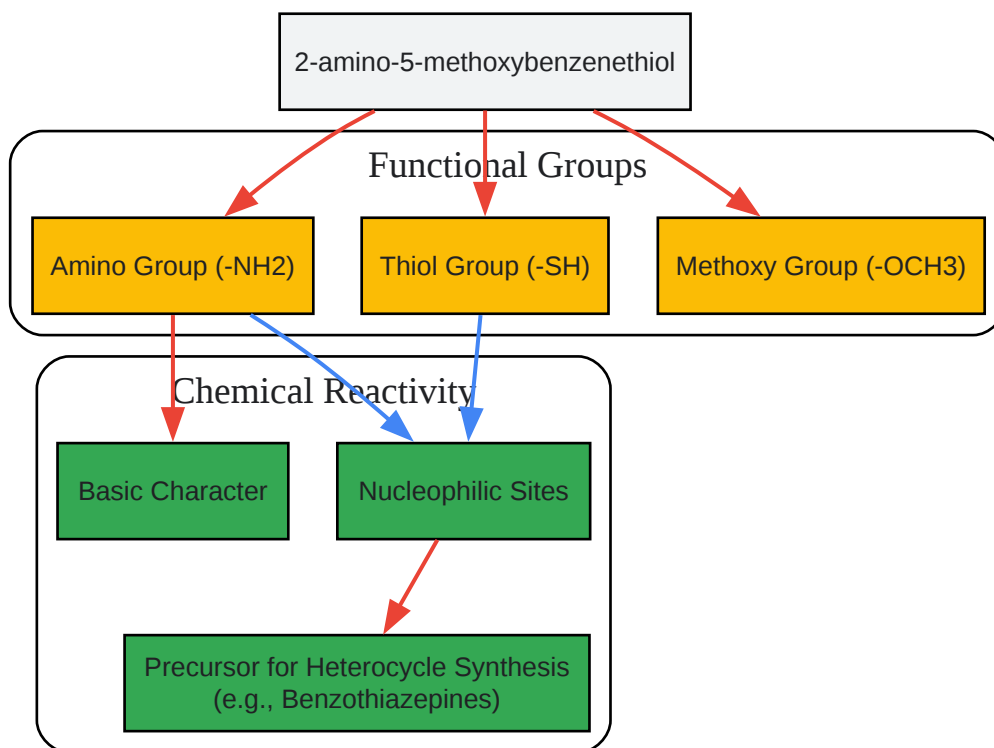 2-amino-5-methoxybenzenethiol
Functional Groups
Amino Group (-NH2)
Thiol Group (-SH)
Methoxy Group (-OCH3)
Chemical Reactivity
Basic Character
Nucleophilic Sites
Precursor for Heterocycle Synthesis
(e.g., Benzothiazepines)